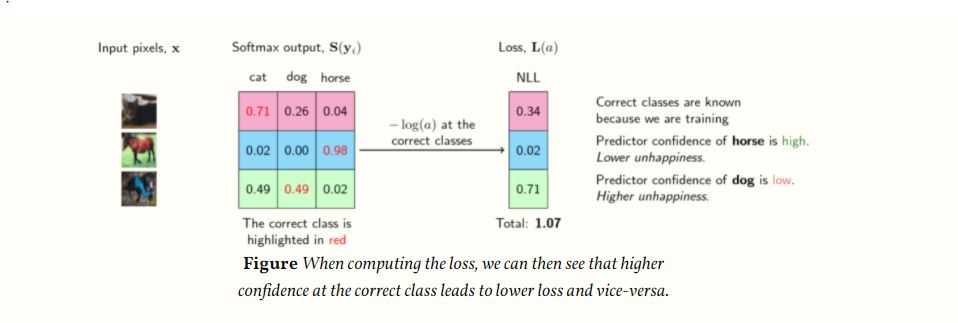 Input pixels, x
Softmax output, S(yᵢ)
Loss, L(a)
cat dog horse
NLL
0.71 0.26 0.04
0.34
Correct classes are known
because we are training
− log(a) at the
correct classes
0.02 0.00 0.98
0.02
Predictor confidence of horse is high.
Lower unhappiness.
0.49 0.49 0.02
0.71
Predictor confidence of dog is low.
Higher unhappiness.
The correct class is
highlighted in red
Total: 1.07
Figure When computing the loss, we can then see that higher
confidence at the correct class leads to lower loss and vice-versa.